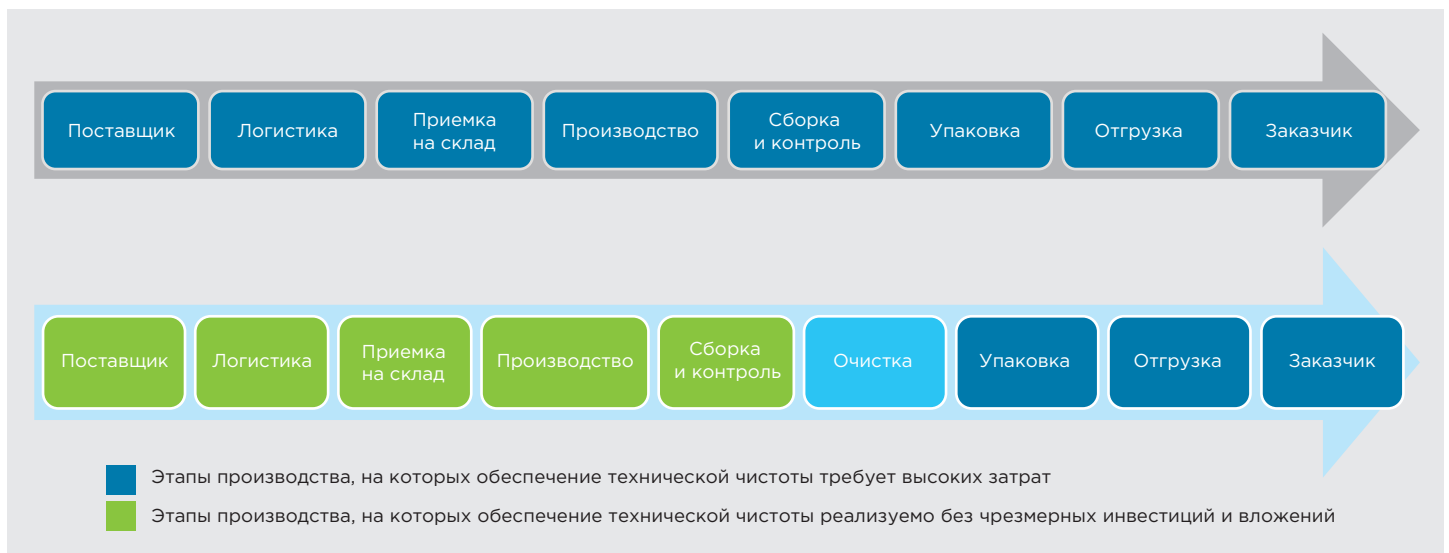 Поставщик
Логистика
Приемка
на склад
Производство
Сборка
и контроль
Упаковка
Отгрузка
Заказчик
Поставщик
Логистика
Приемка
на склад
Производство
Сборка
и контроль
Очистка
Упаковка
Отгрузка
Заказчик
Этапы производства, на которых обеспечение технической чистоты требует высоких затрат
Этапы производства, на которых обеспечение технической чистоты реализуемо без чрезмерных инвестиций и вложений